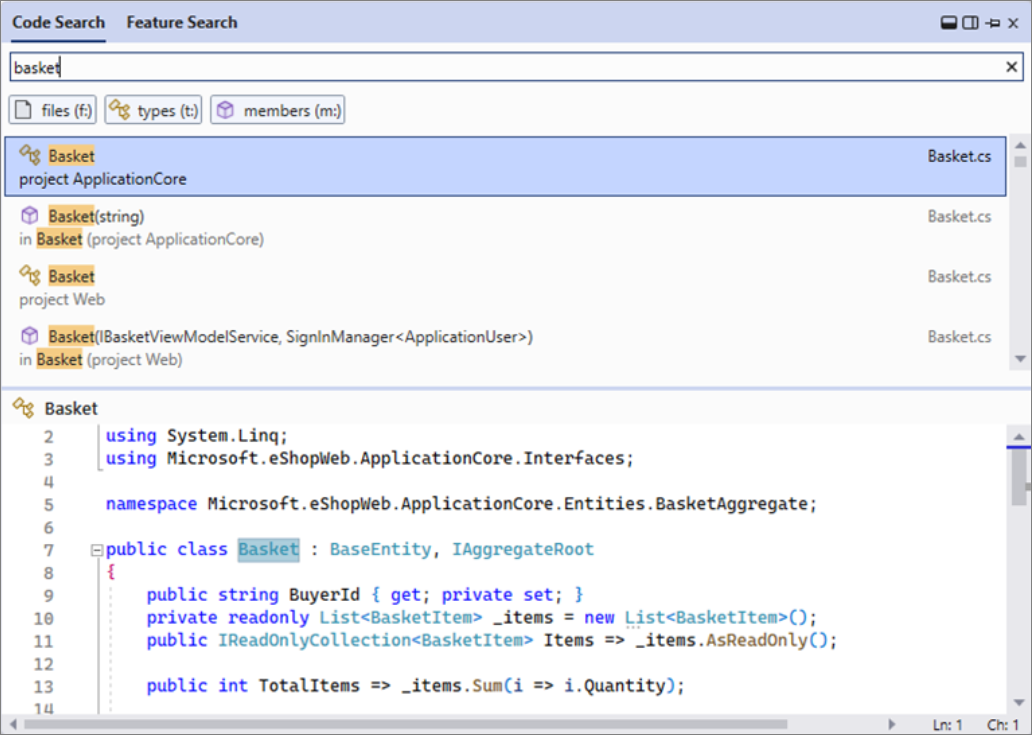 Code Search Feature Search
basket
files (f:) types (t:) members (m:)
Basket Basket.cs
project ApplicationCore
Basket(string) Basket.cs
in Basket (project ApplicationCore)
Basket Basket.cs
project Web
Basket(IBasketViewModelService, SignInManager<ApplicationUser>) Basket.cs
in Basket (project Web)
Basket
2 using System.Linq;
3 using Microsoft.eShopWeb.ApplicationCore.Interfaces;
4
5 namespace Microsoft.eShopWeb.ApplicationCore.Entities.BasketAggregate;
6
7 public class Basket : BaseEntity, IAggregateRoot
8 {
9 public string BuyerId { get; private set; }
10 private readonly List<BasketItem> _items = new List<BasketItem>();
11 public IReadOnlyCollection<BasketItem> Items => _items.AsReadOnly();
12
13 public int TotalItems => _items.Sum(i => i.Quantity);
14
Ln: 1 Ch: 1